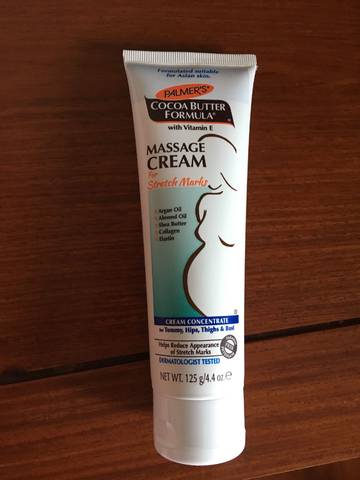 Formulated suitable
for Asian skin.
PALMER'S®
COCOA BUTTER
FORMULA®
with Vitamin E
MASSAGE
CREAM
For
Stretch Marks
Argan Oil
Almond Oil
Shea Butter
Collagen
Elastin
CREAM CONCENTRATE
for Tummy, Hips, Thighs & Bust
Helps Reduce Appearance
of Stretch Marks
DERMATOLOGIST TESTED
NET WT. 125 g/4.4 oz. e